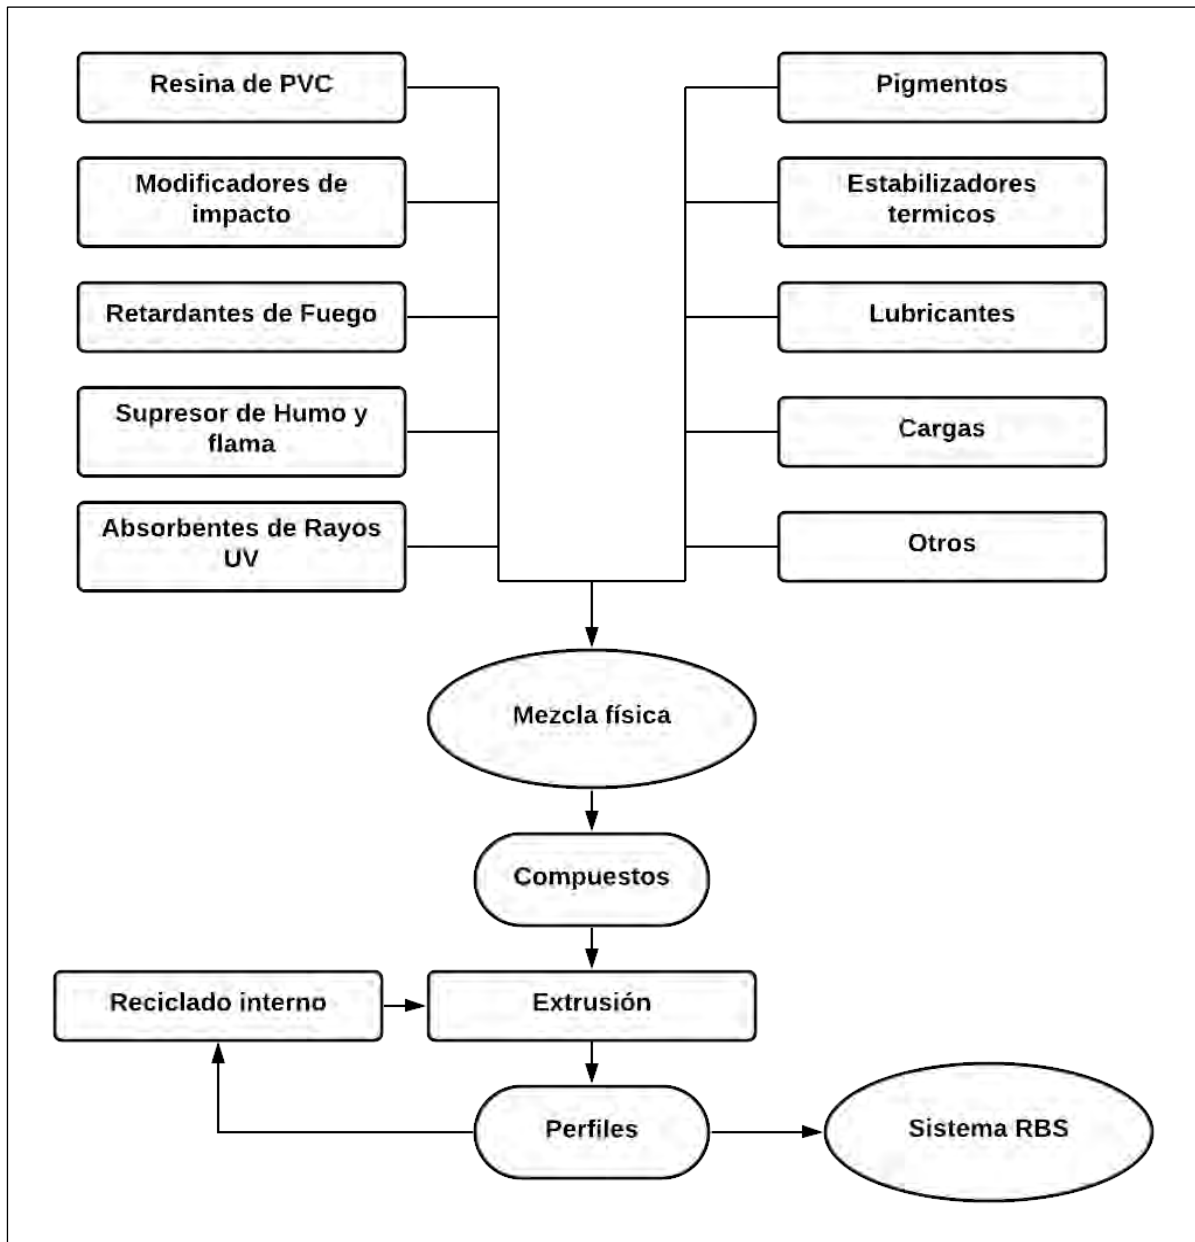 Resina de PVC
Pigmentos
Modificadores de
impacto
Estabilizadores
termicos
Retardantes de Fuego
Lubricantes
Supresor de Humo y
flama
Cargas
Absorbentes de Rayos
UV
Otros
Mezcla física
Compuestos
Reciclado interno
Extrusión
Perfiles
Sistema RBS